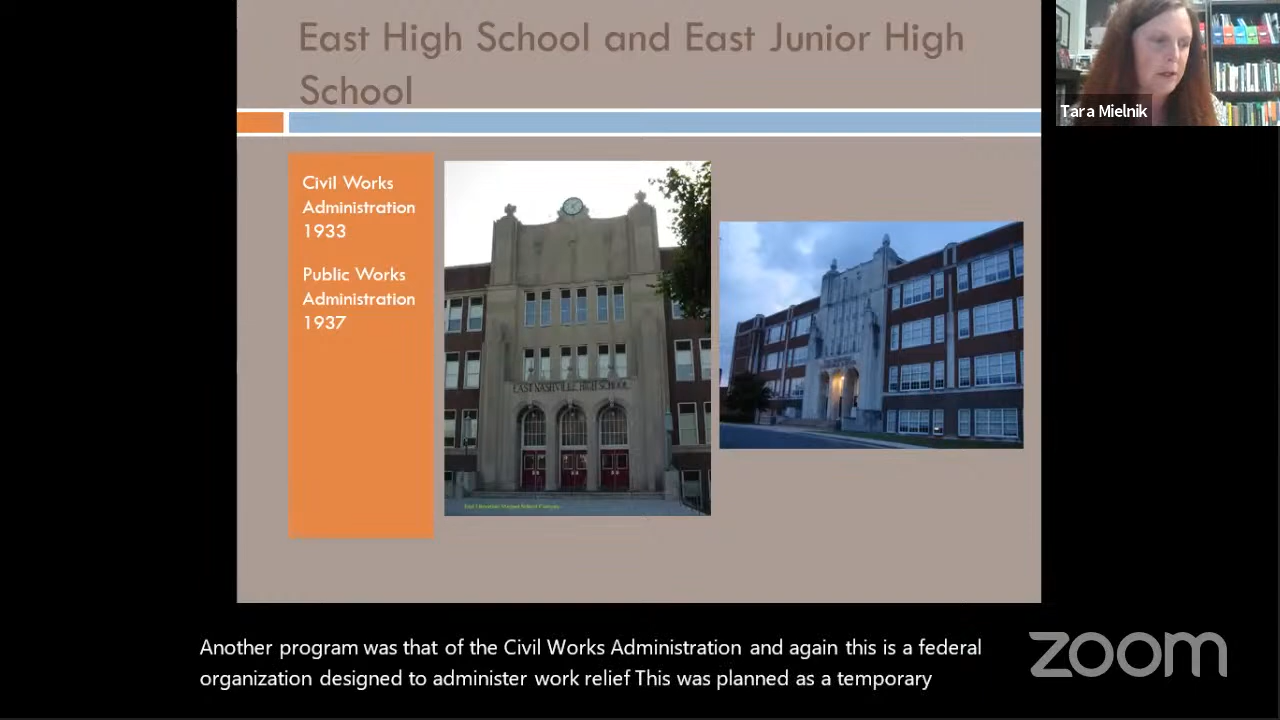 East High School and East Junior High
School
Tara Mielnik
Civil Works
Administration
1933
Public Works
Administration
1937
EAST NASHVILLE HIGH SCHOOL
Another program was that of the Civil Works Administration and again this is a federal
organization designed to administer work relief This was planned as a temporary
zoom